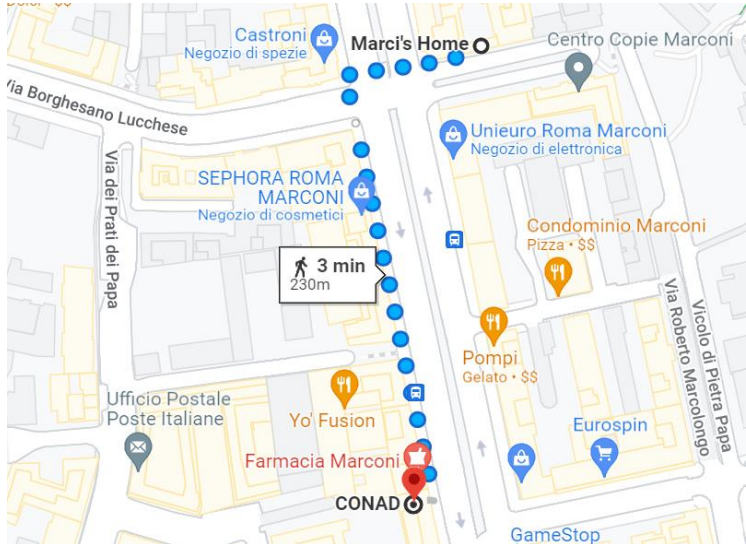 Castroni
Negozio di spezie
Marci's Home
Centro Copie Marconi
Via Borghesano Lucchese
Unieuro Roma Marconi
Negozio di elettronica
Via dei Prati dei Papa
SEPHORA ROMA
MARCONI
Negozio di cosmetici
Condominio Marconi
Pizza • $$
3 min
230m
Via Roberto Marcolongo
Vicolo di Pietra Papa
Pompi
Gelato • $$
Ufficio Postale
Poste Italiane
Yo' Fusion
Eurospin
Farmacia Marconi
CONAD
GameStop